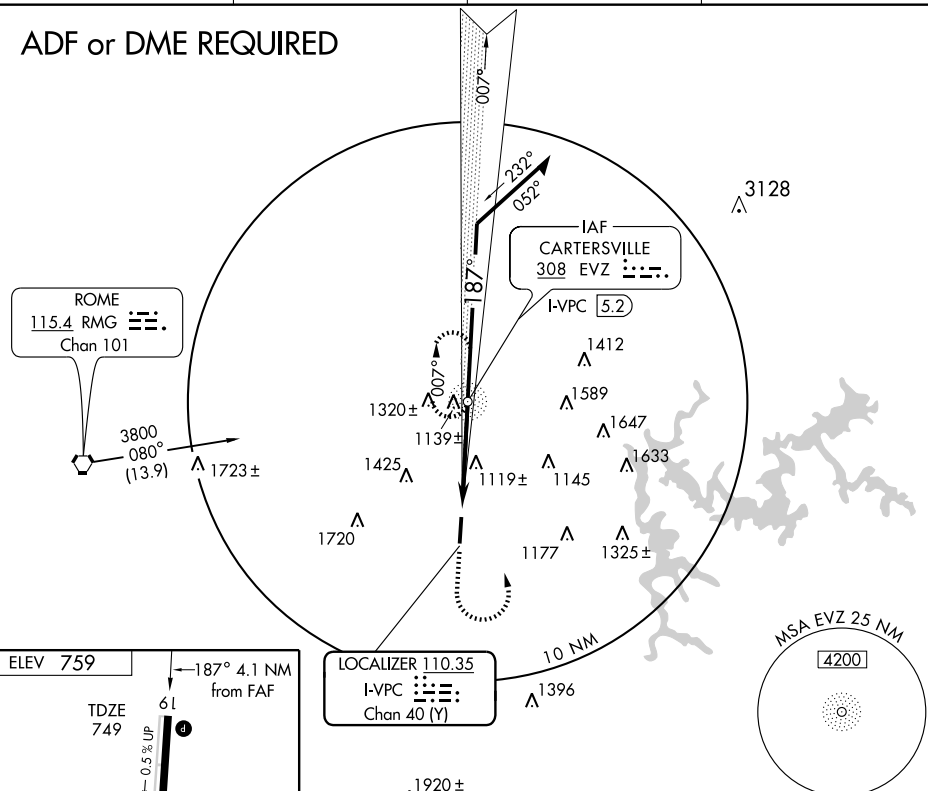 ADF or DME REQUIRED
007°
232°
052°
3128
IAF
CARTERSVILLE
308 EVZ
I-VPC 5.2
187°
ROME
115.4 RMG
Chan 101
1412
007°
1589
1320±
1139±
1647
3800
080°
(13.9)
1723±
1425
1119±
1145
1633
1720
1177
1325±
MSA EVZ 25 NM
4200
10 NM
ELEV 759
187° 4.1 NM
from FAF
LOCALIZER 110.35
I-VPC
Chan 40 (Y)
1396
19
TDZE
749
P
0.5% UP
1920±